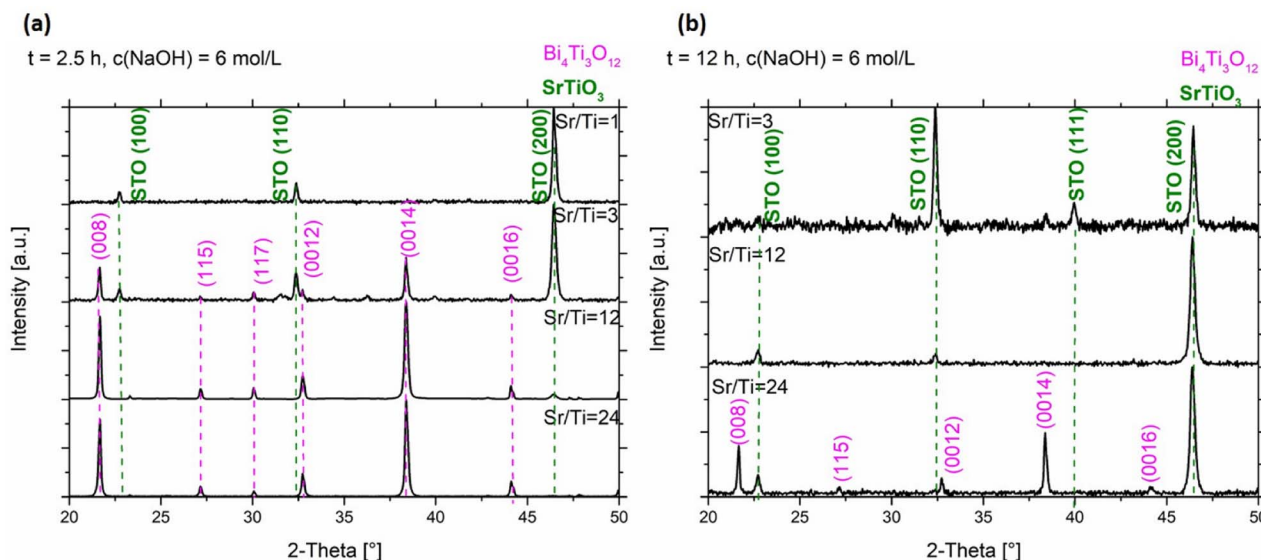 (a)
t = 2.5 h, c(NaOH) = 6 mol/L
Bi₄Ti₃O₁₂
SrTiO₃
Sr/Ti=1
STO (100)
STO (110)
STO (200)
Sr/Ti=3
(008)
(115)
(117)
(0012)
(0014)
(0016)
Sr/Ti=12
Sr/Ti=24
Intensity [a.u.]
20 25 30 35 40 45 50
2-Theta [°]
(b)
t = 12 h, c(NaOH) = 6 mol/L
Bi₄Ti₃O₁₂
SrTiO₃
Sr/Ti=3
STO (100)
STO (110)
STO (111)
STO (200)
Sr/Ti=12
Sr/Ti=24
(008)
(115)
(0012)
(0014)
(0016)
Intensity [a.u.]
20 25 30 35 40 45 50
2-Theta [°]